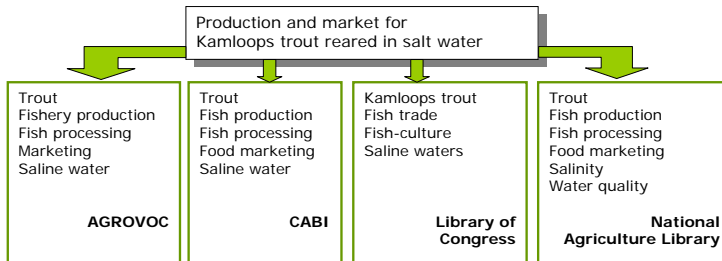 Production and market for
Kamloops trout reared in salt water
Trout
Fishery production
Fish processing
Marketing
Saline water
AGROVOC
Trout
Fish production
Fish processing
Food marketing
Saline water
CABI
Kamloops trout
Fish trade
Fish-culture
Saline waters
Library of
Congress
Trout
Fish production
Fish processing
Food marketing
Salinity
Water quality
National
Agriculture Library